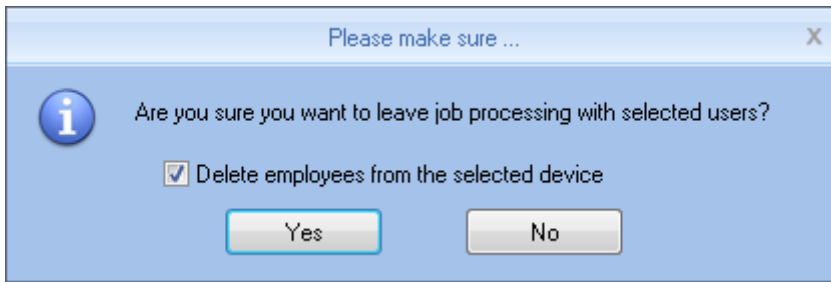 Please make sure ...
X
Are you sure you want to leave job processing with selected users?
Delete employees from the selected device
Yes
No